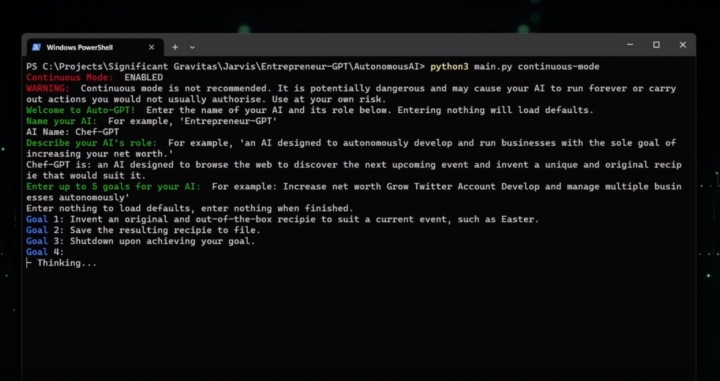 Windows PowerShell
PS C:\Projects\Significant Gravitas\Jarvis\Entrepreneur-GPT\AutonomousAI> python3 main.py continuous-mode
Continuous Mode:  ENABLED
WARNING:  Continuous mode is not recommended. It is potentially dangerous and may cause your AI to run forever or carry
out actions you would not usually authorise. Use at your own risk.
Welcome to Auto-GPT!  Enter the name of your AI and its role below. Entering nothing will load defaults.
Name your AI:  For example, 'Entrepreneur-GPT'
AI Name: Chef-GPT
Describe your AI's role:  For example, 'an AI designed to autonomously develop and run businesses with the sole goal of
increasing your net worth.'
Chef-GPT is: an AI designed to browse the web to discover the next upcoming event and invent a unique and original recip
ie that would suit it.
Enter up to 5 goals for your AI:  For example: Increase net worth Grow Twitter Account Develop and manage multiple busin
esses autonomously'
Enter nothing to load defaults, enter nothing when finished.
Goal 1: Invent an original and out-of-the-box recipie to suit a current event, such as Easter.
Goal 2: Save the resulting recipie to file.
Goal 3: Shutdown upon achieving your goal.
Goal 4:
Thinking...